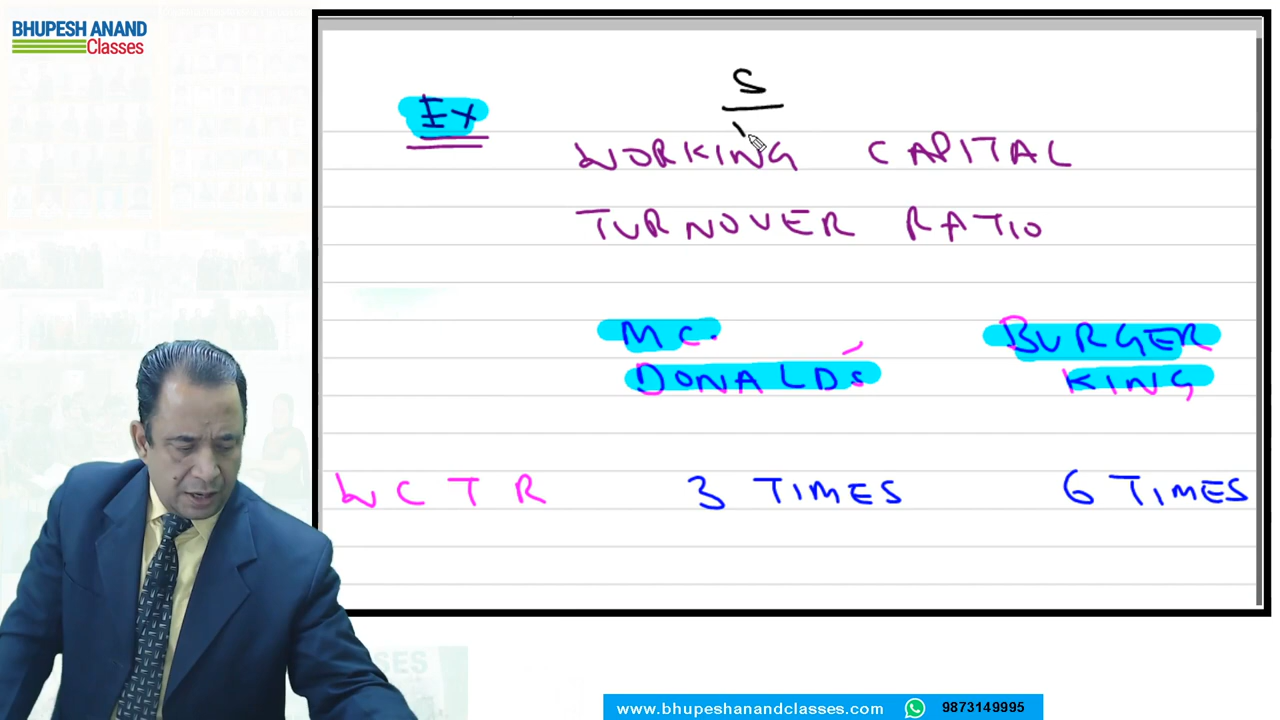 BHUPESH ANAND
Classes
Ex
S
WORKING CAPITAL
TURNOVER RATIO
MC. DONALD'S
BURGER KING
WCTR 3 TIMES 6 TIMES
www.bhupeshanandclasses.com 9873149995